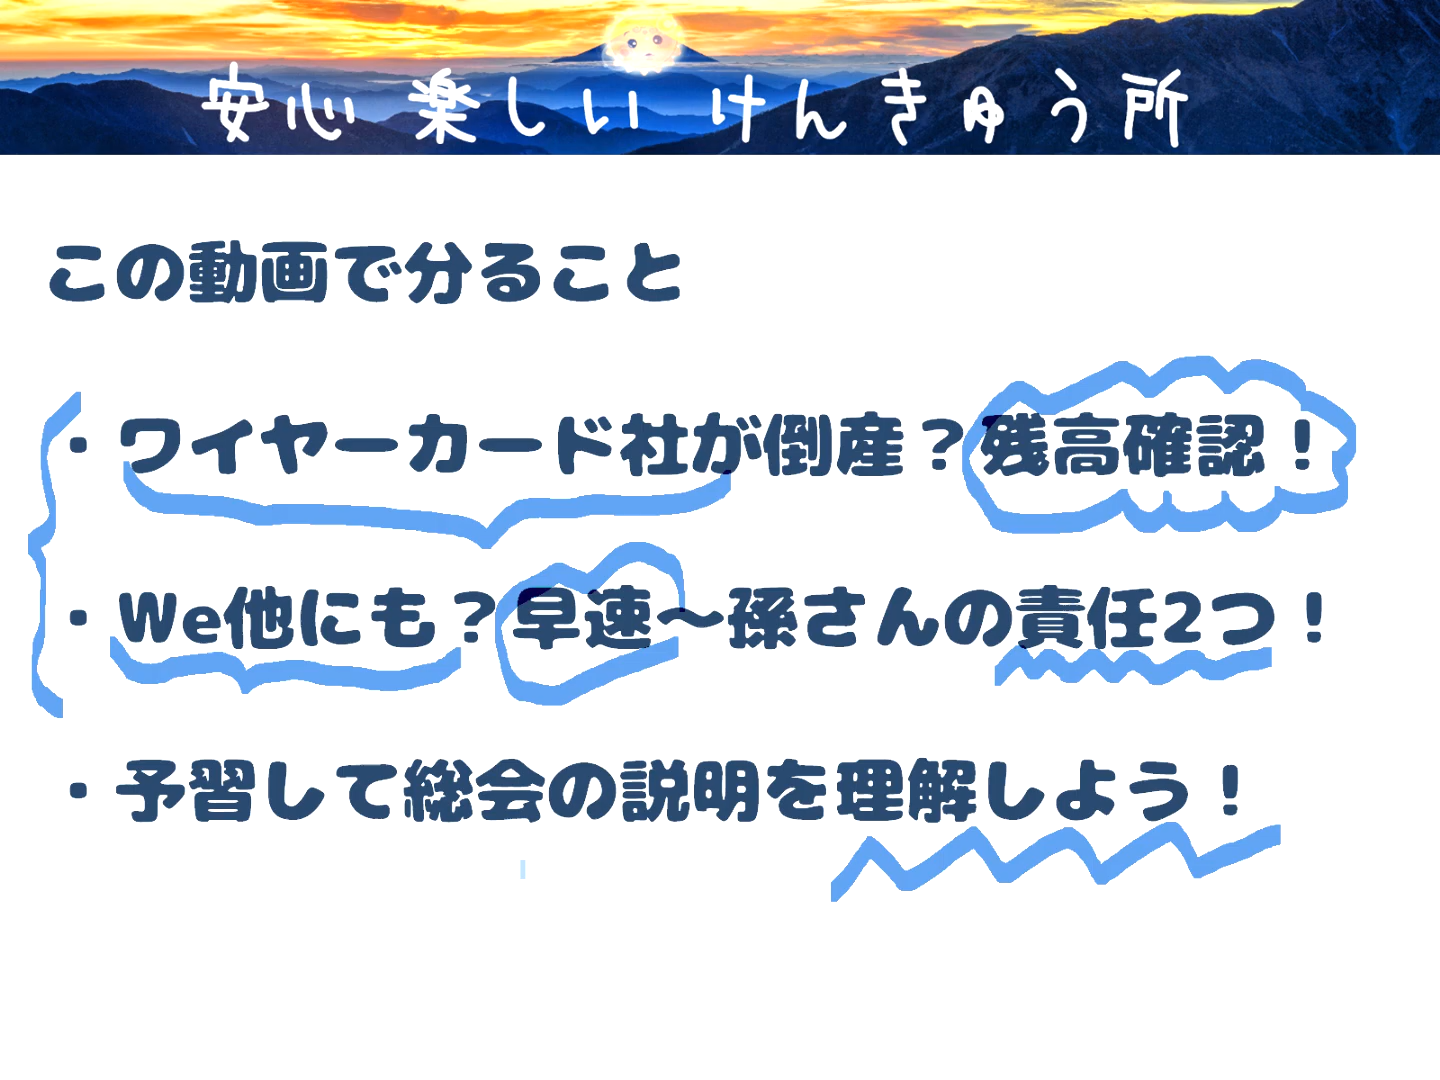 安心 楽しい けんきゅう所
この動画で分ること
・ワイヤーカード社が倒産？残高確認！
・We他にも？早速～孫さんの責任2つ！
・予習して総会の説明を理解しよう！